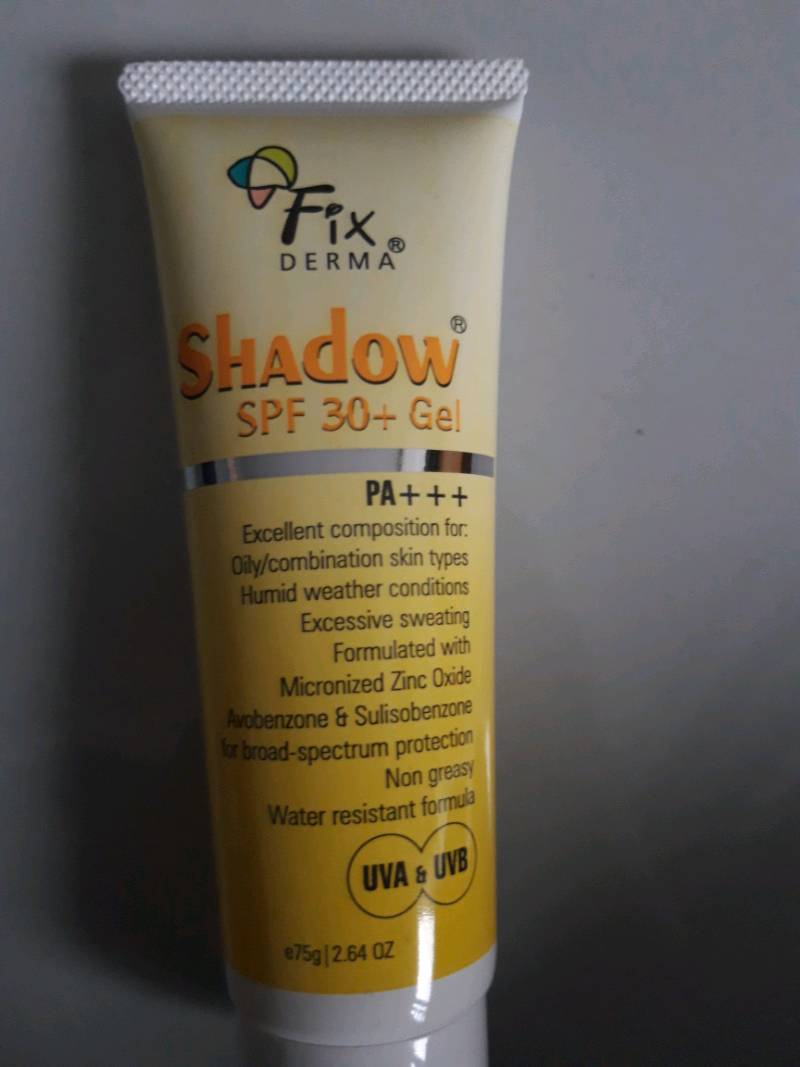 Fix
DERMA®
Shadow®
SPF 30+ Gel
PA+++
Excellent composition for:
Oily/combination skin types
Humid weather conditions
Excessive sweating
Formulated with
Micronized Zinc Oxide
Avobenzone & Sulisobenzone
for broad-spectrum protection
Non greasy
Water resistant formula
UVA & UVB
e75g|2.64 OZ